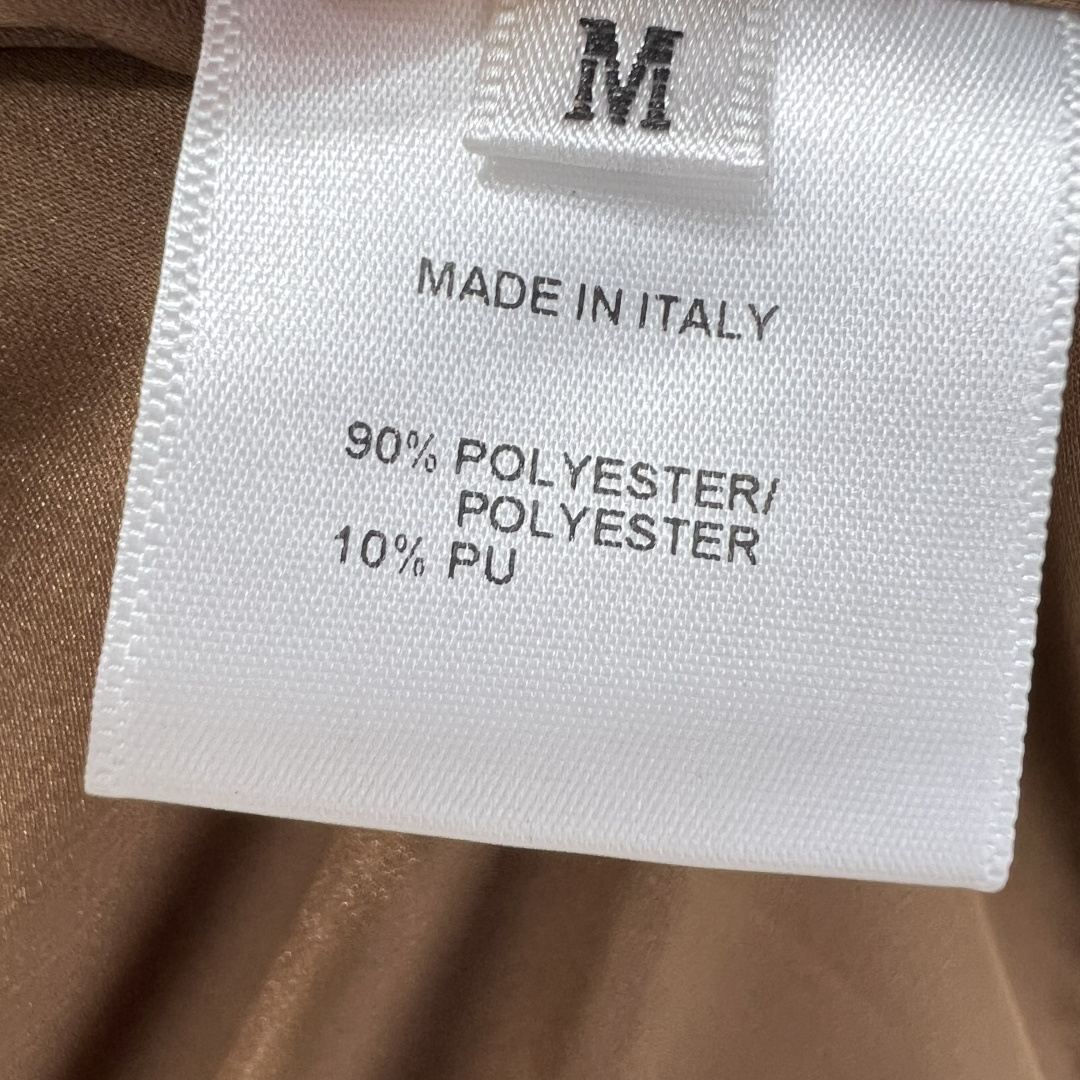 M
MADE IN ITALY
90% POLYESTER/
POLYESTER
10% PU